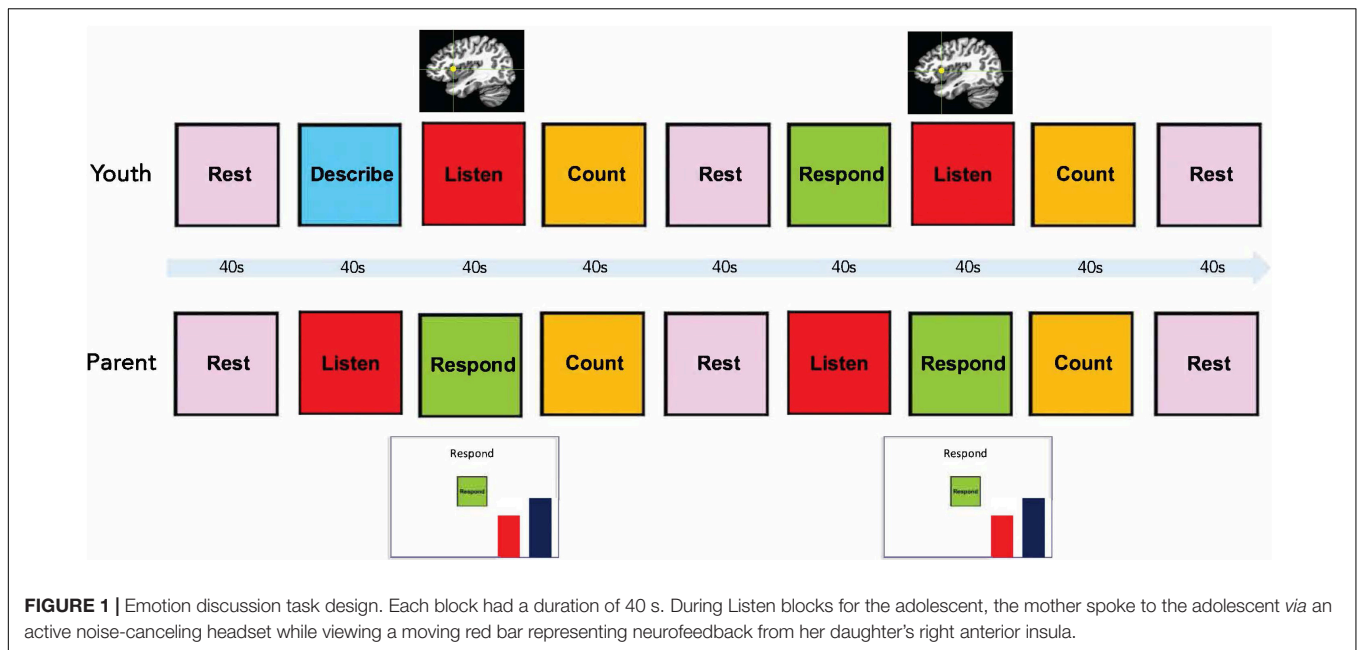 Youth Rest Describe Listen Count Rest Respond Listen Count Rest
40s 40s 40s 40s 40s 40s 40s 40s 40s
Parent Rest Listen Respond Count Rest Listen Respond Count Rest
Respond Respond
Respond Respond
FIGURE 1 | Emotion discussion task design. Each block had a duration of 40 s. During Listen blocks for the adolescent, the mother spoke to the adolescent via an
active noise-canceling headset while viewing a moving red bar representing neurofeedback from her daughter's right anterior insula.